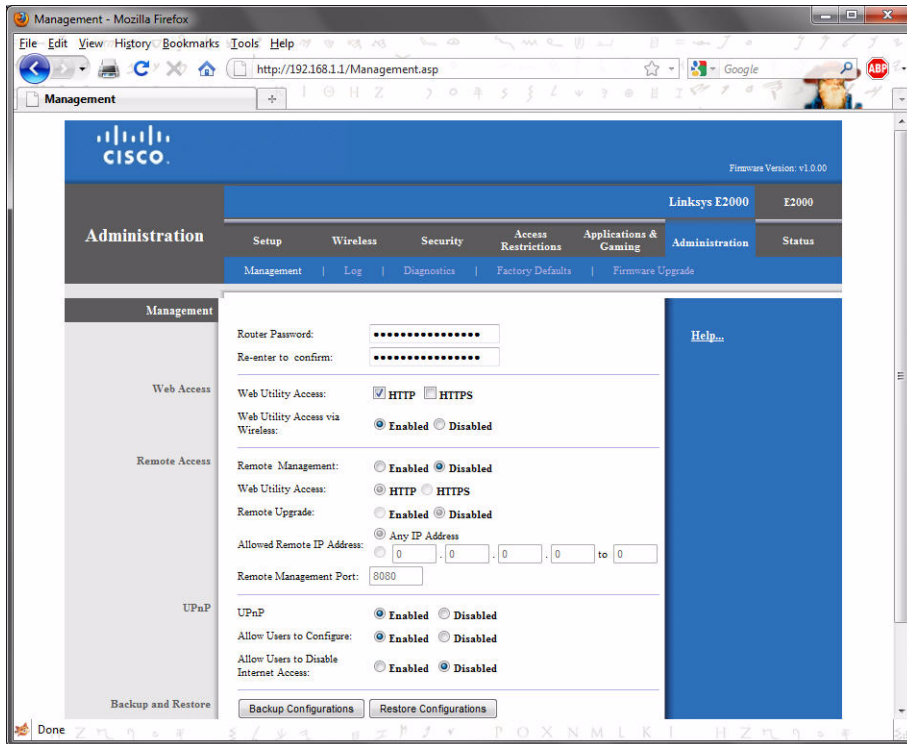 Management - Mozilla Firefox
File Edit View History Bookmarks Tools Help
http://192.168.1.1/Management.asp
Google
ABP
Management
CISCO.
Firmware Version: v1.0.00
Linksys E2000 E2000
Administration
Setup Wireless Security Access Restrictions Applications & Gaming Administration Status
Management | Log | Diagnostics | Factory Defaults | Firmware Upgrade
Management
Help...
Router Password:
Re-enter to confirm:
Web Access
Web Utility Access: HTTP HTTPS
Web Utility Access via Wireless: Enabled Disabled
Remote Access
Remote Management: Enabled Disabled
Web Utility Access: HTTP HTTPS
Remote Upgrade: Enabled Disabled
Allowed Remote IP Address: Any IP Address
0 . 0 . 0 . 0 to 0
Remote Management Port: 8080
UPnP
UPnP Enabled Disabled
Allow Users to Configure: Enabled Disabled
Allow Users to Disable Internet Access: Enabled Disabled
Backup and Restore
Backup Configurations Restore Configurations
Done